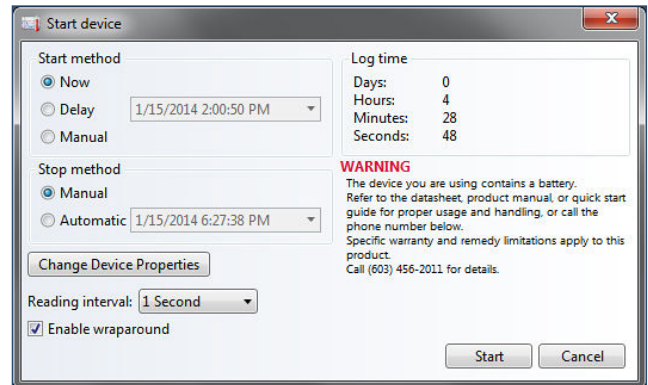 Start device
Start method
Now
Delay 1/15/2014 2:00:50 PM
Manual
Stop method
Manual
Automatic 1/15/2014 6:27:38 PM
Change Device Properties
Reading interval: 1 Second
Enable wraparound
Log time
Days: 0
Hours: 4
Minutes: 28
Seconds: 48
WARNING
The device you are using contains a battery.
Refer to the datasheet, product manual, or quick start
guide for proper usage and handling, or call the
phone number below.
Specific warranty and remedy limitations apply to this
product.
Call (603) 456-2011 for details.
Start Cancel